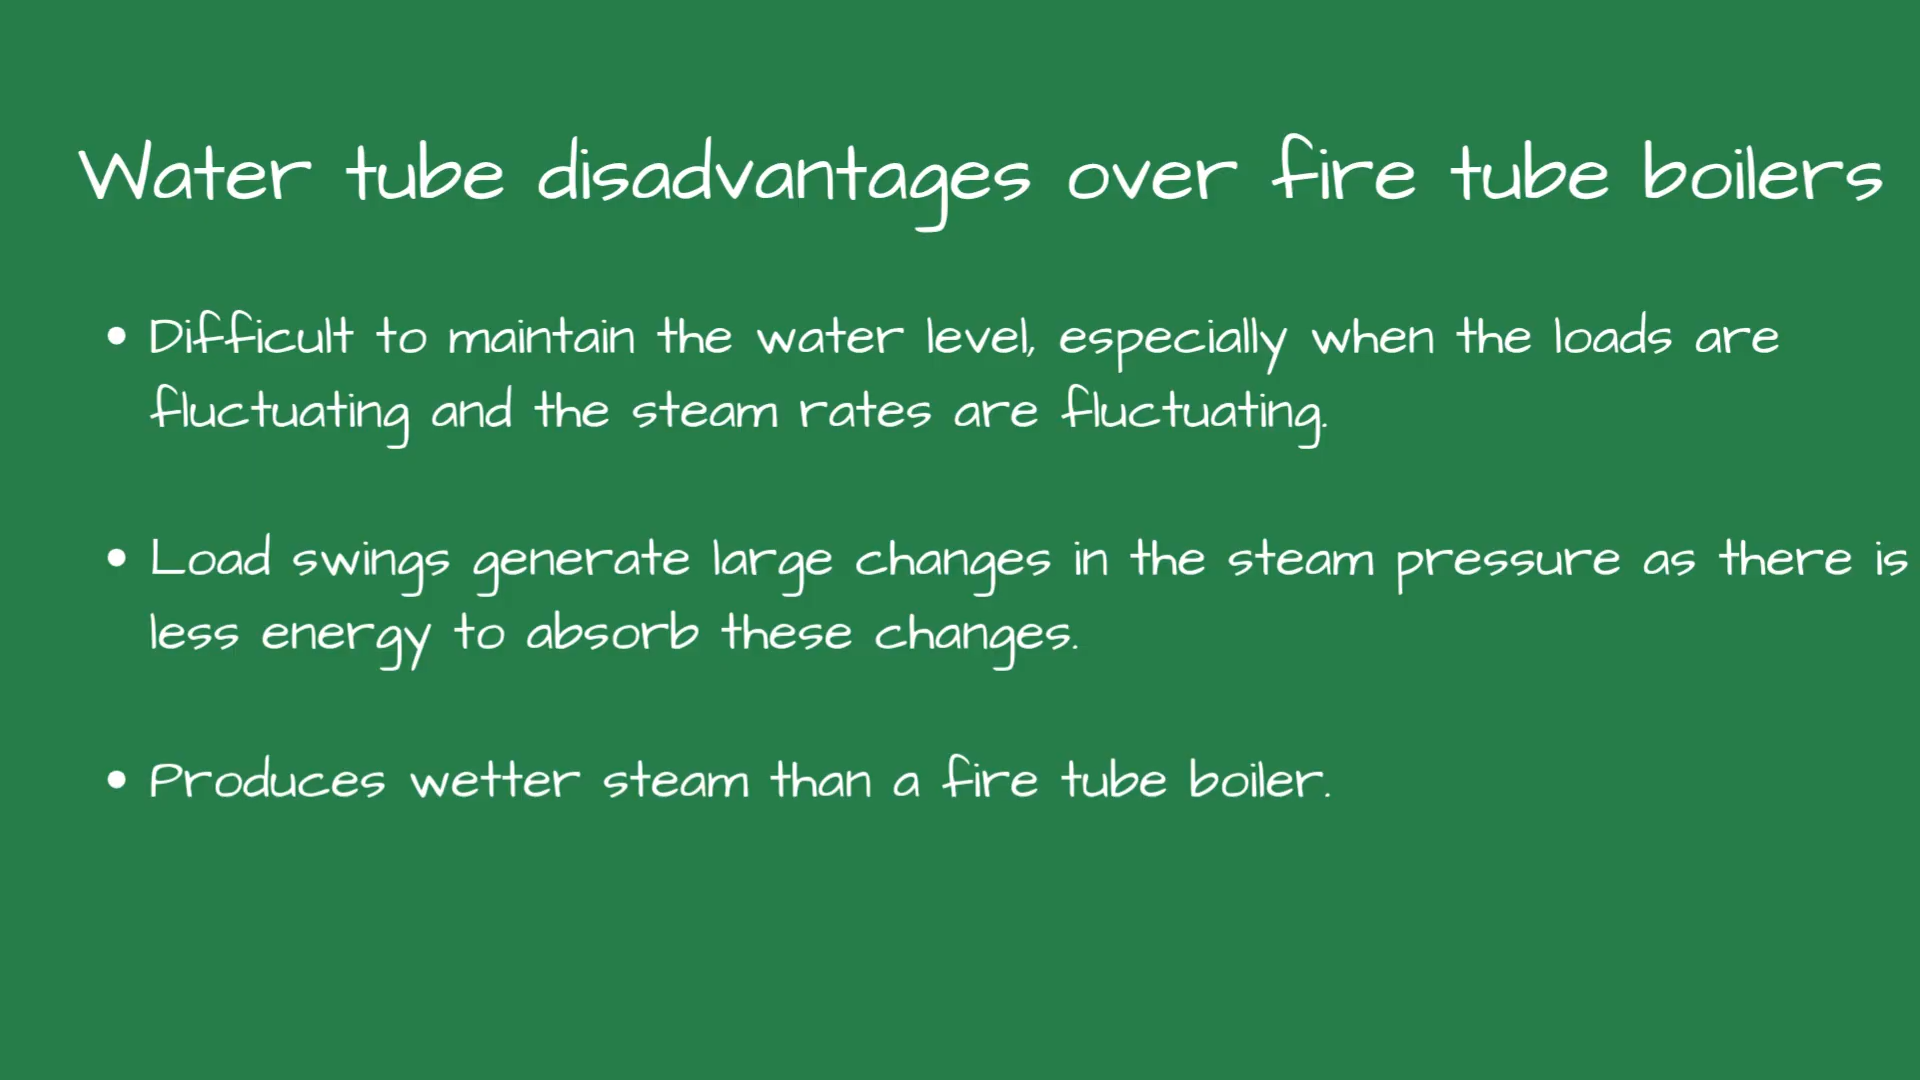 Water tube disadvantages over fire tube boilers
• Difficult to maintain the water level, especially when the loads are
fluctuating and the steam rates are fluctuating.
• Load swings generate large changes in the steam pressure as there is
less energy to absorb these changes.
• Produces wetter steam than a fire tube boiler.